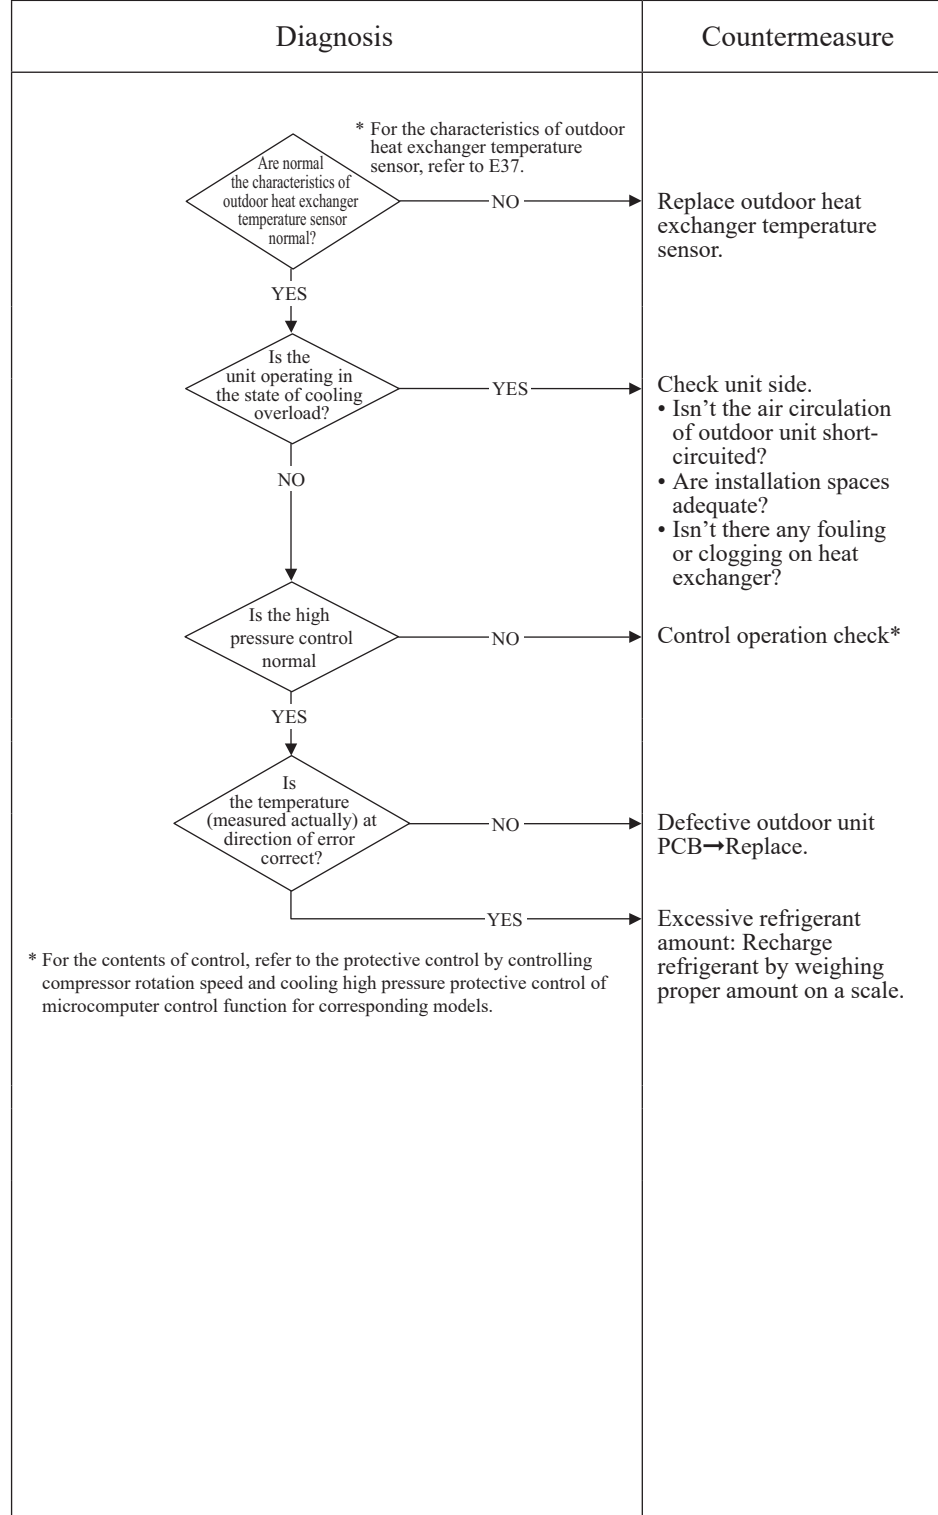 Diagnosis
Countermeasure
* For the characteristics of outdoor
heat exchanger temperature
sensor, refer to E37.
Are normal
the characteristics of
outdoor heat exchanger
temperature sensor
normal?
NO
Replace outdoor heat
exchanger temperature
sensor.
YES
Is the
unit operating in
the state of cooling
overload?
YES
Check unit side.
• Isn’t the air circulation
of outdoor unit short-
circuited?
• Are installation spaces
adequate?
• Isn’t there any fouling
or clogging on heat
exchanger?
NO
Is the high
pressure control
normal
NO
Control operation check*
YES
Is
the temperature
(measured actually) at
direction of error
correct?
NO
Defective outdoor unit
PCB→Replace.
YES
Excessive refrigerant
amount: Recharge
refrigerant by weighing
proper amount on a scale.
* For the contents of control, refer to the protective control by controlling
compressor rotation speed and cooling high pressure protective control of
microcomputer control function for corresponding models.